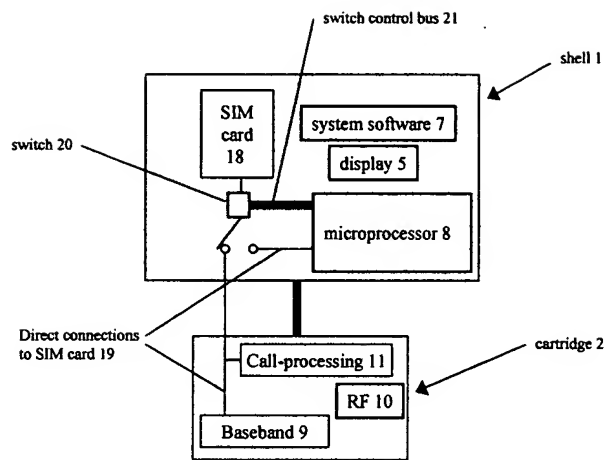 switch control bus 21
shell 1
SIM
card
18
system software 7
display 5
switch 20
microprocessor 8
Direct connections
to SIM card 19
Call-processing 11
cartridge 2
RF 10
Baseband 9